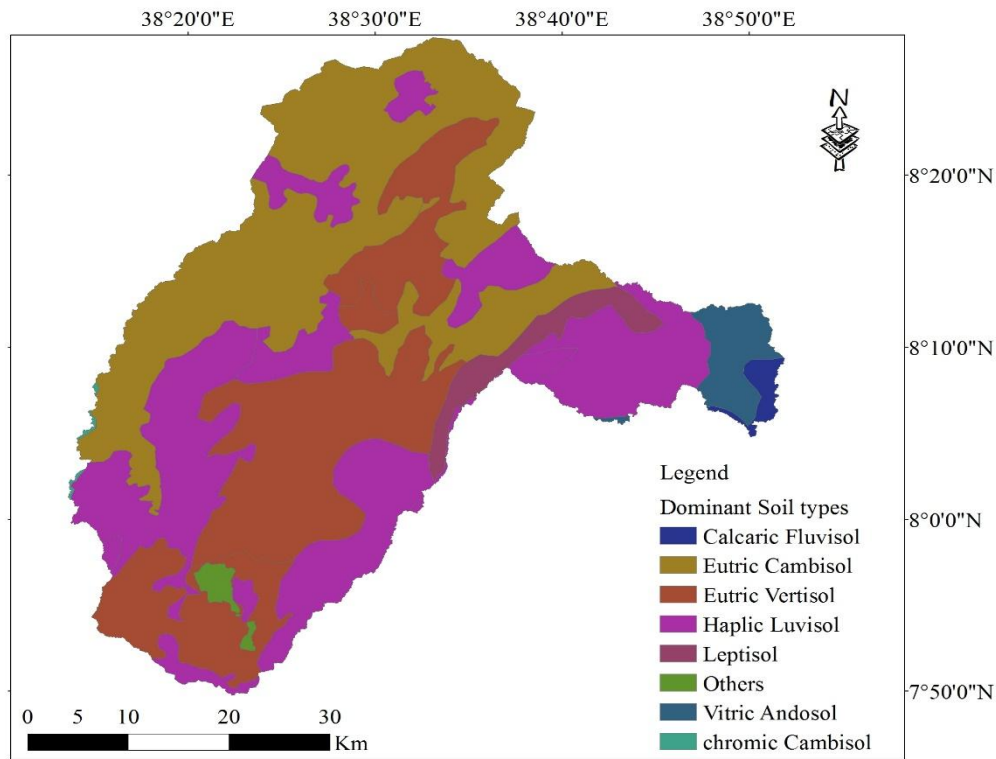 38°20'0"E 38°30'0"E 38°40'0"E 38°50'0"E
N
8°20'0"N
8°10'0"N
8°0'0"N
7°50'0"N
Legend
Dominant Soil types
Calcaric Fluvisol
Eutric Cambisol
Eutric Vertisol
Haplic Luvisol
Leptisol
Others
Vitric Andosol
chromic Cambisol
0 5 10 20 30
Km